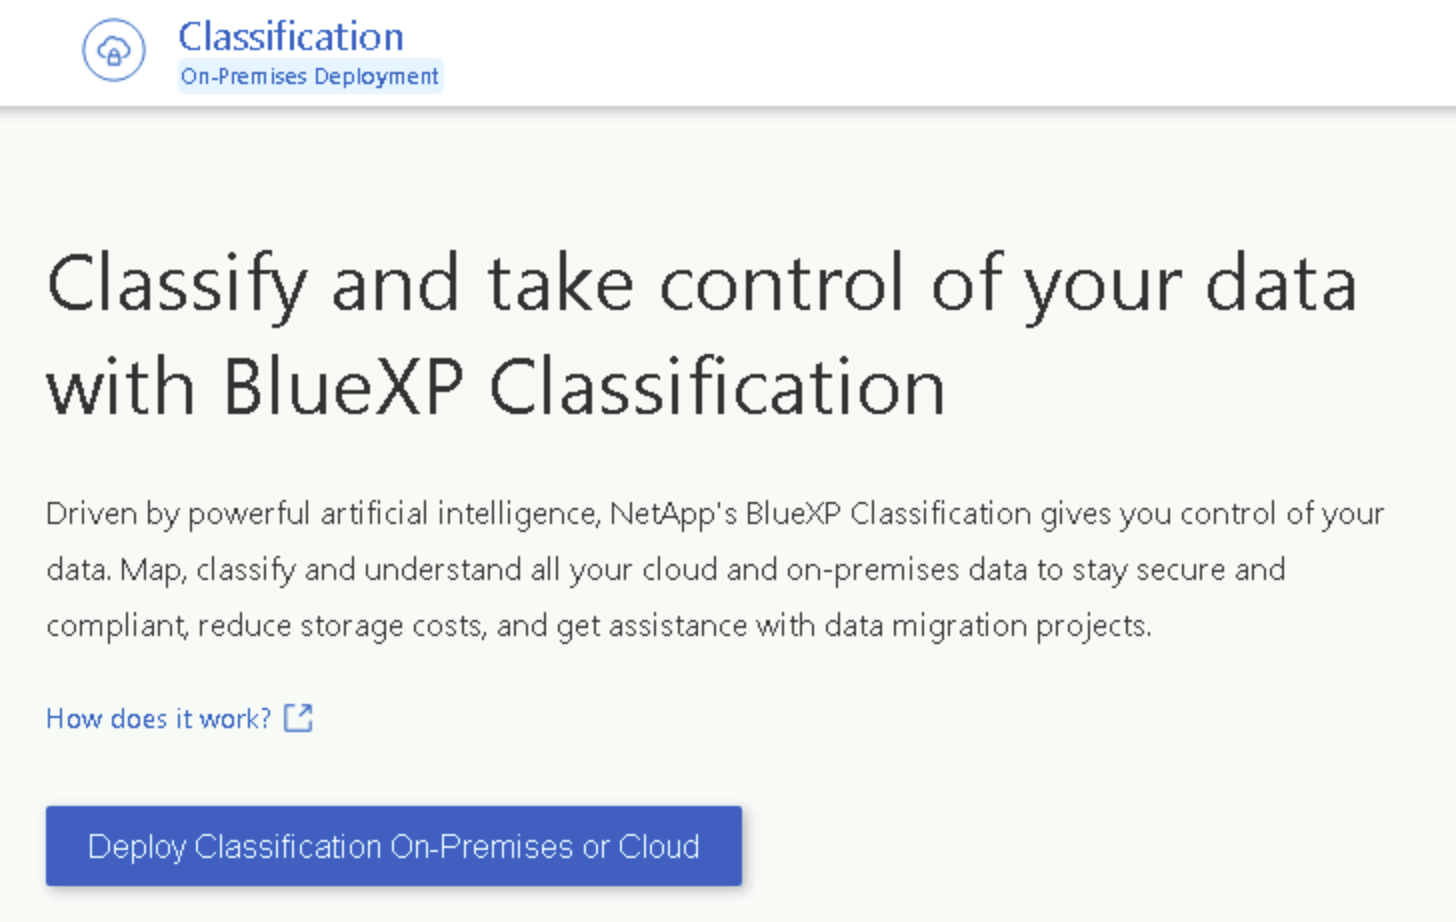 Classification
On-Premises Deployment
Classify and take control of your data
with BlueXP Classification
Driven by powerful artificial intelligence, NetApp's BlueXP Classification gives you control of your
data. Map, classify and understand all your cloud and on-premises data to stay secure and
compliant, reduce storage costs, and get assistance with data migration projects.
How does it work?
Deploy Classification On-Premises or Cloud